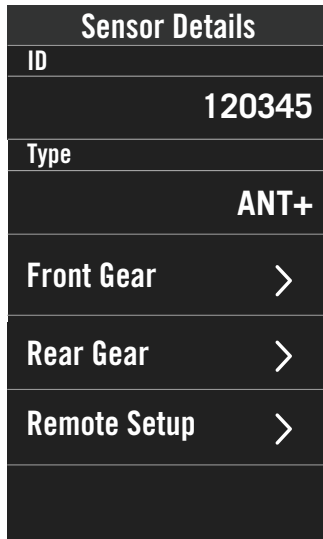 Sensor Details
ID
120345
Type
ANT+
Front Gear
Rear Gear
Remote Setup